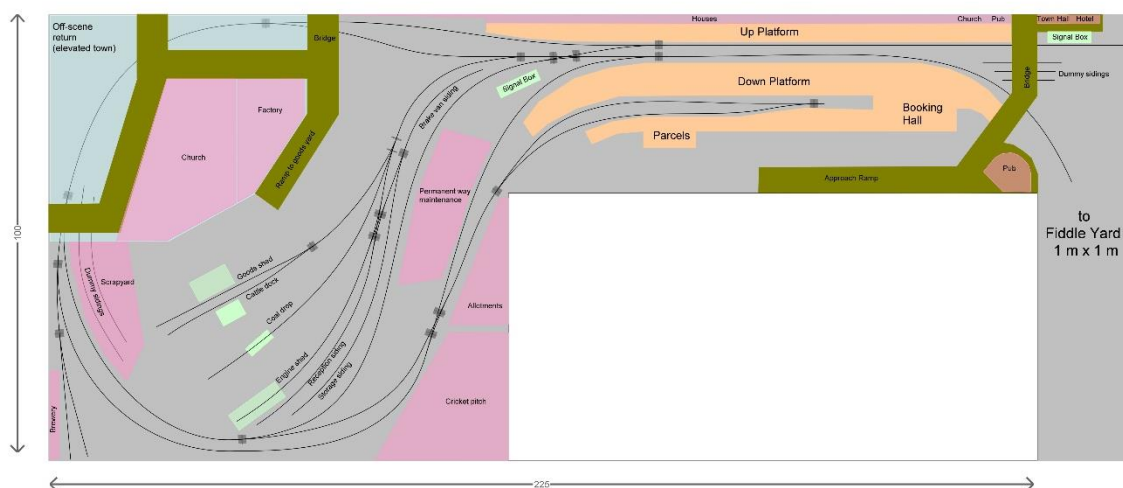 Off-scene
return
(elevated town)
Houses
Church
Pub
Town Hall
Hotel
Bridge
Up Platform
Signal Box
Signal Box
Down Platform
Bridge
Dummy sidings
Brake van siding
Factory
Booking
Hall
Parcels
Church
Ramp to goods yard
Permanent way
maintenance
Approach Ramp
Pub
to
Fiddle Yard
1 m x 1 m
100
Dummy sidings
Scrapyard
Goods shed
Cattle dock
Coal drop
Allotments
Engine shed
Reception siding
Storage siding
Cricket pitch
Brewery
225